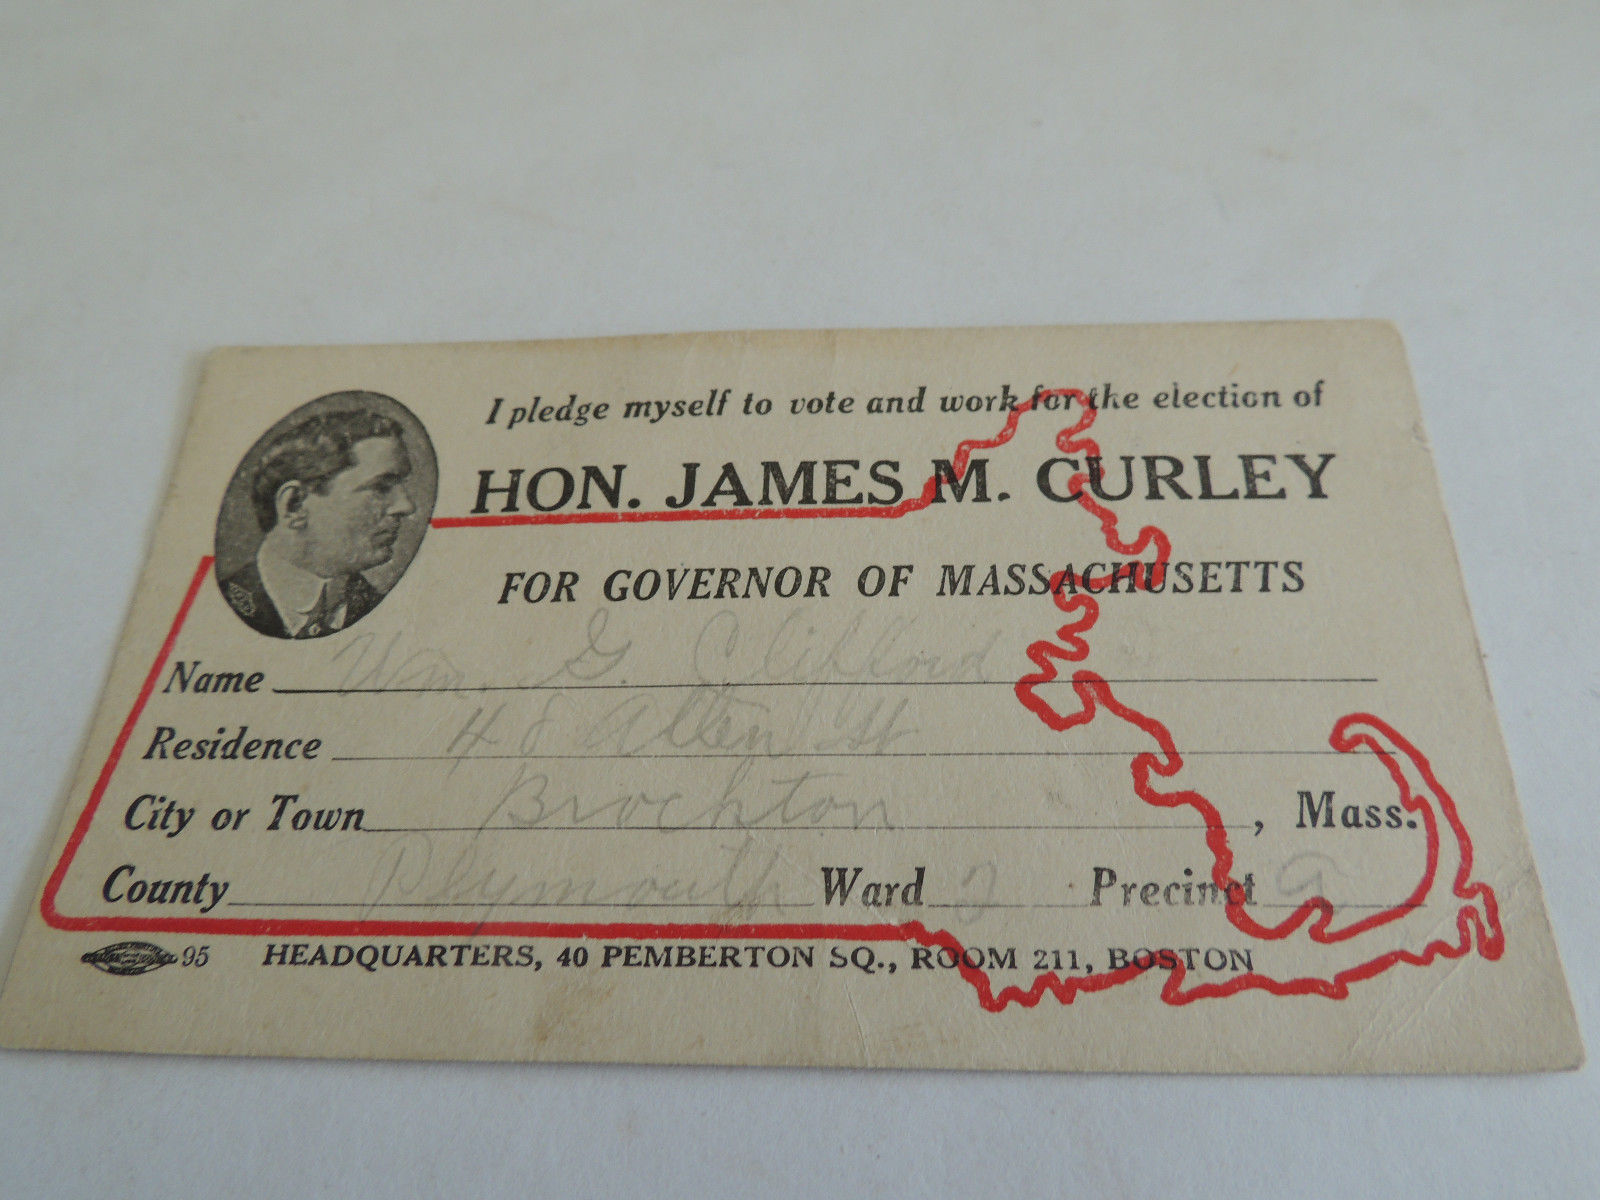 I pledge myself to vote and work for the election of
HON. JAMES M. CURLEY
FOR GOVERNOR OF MASSACHUSETTS
Name Wm. G. Clifford
Residence 48 Allen St
City or Town Brockton, Mass.
County Plymouth Ward 2 Precinct a
95 HEADQUARTERS, 40 PEMBERTON SQ., ROOM 211, BOSTON